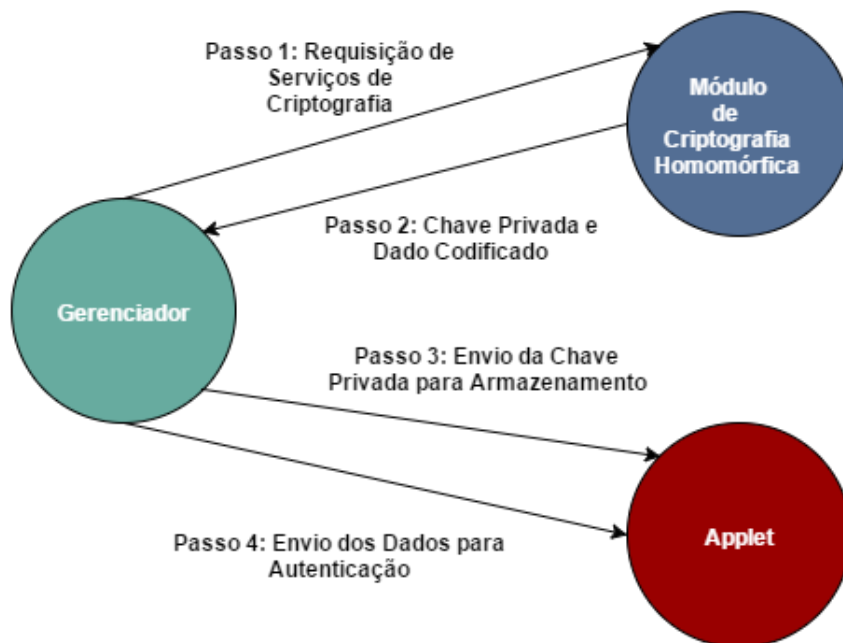 Passo 1: Requisição de
Serviços de
Criptografia
Módulo
de
Criptografia
Homomórfica
Passo 2: Chave Privada e
Dado Codificado
Gerenciador
Passo 3: Envio da Chave
Privada para Armazenamento
Applet
Passo 4: Envio dos Dados para
Autenticação